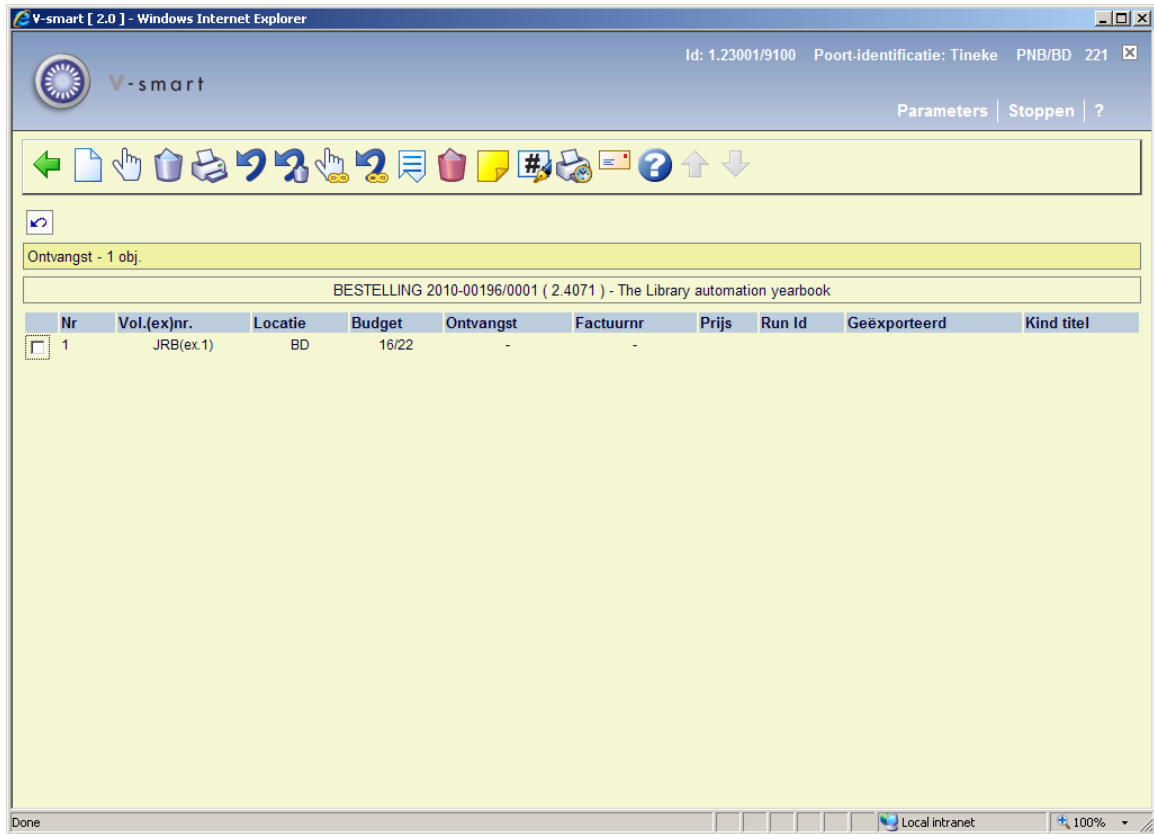 V-smart [ 2.0 ] - Windows Internet Explorer
Id: 1.23001/9100 Poort-identificatie: Tineke PNB/BD 221
V-smart
Parameters | Stoppen | ?
Ontvangst - 1 obj.
BESTELLING 2010-00196/0001 ( 2.4071 ) - The Library automation yearbook
Nr Vol.(ex)nr. Locatie Budget Ontvangst Factuurnr Prijs Run Id Geëxporteerd Kind titel
1 JRB(ex.1) BD 16/22 - -
Done Local intranet 100%